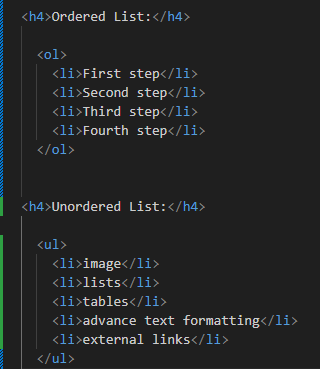 <h4>Ordered List:</h4>
<ol>
<li>First step</li>
<li>Second step</li>
<li>Third step</li>
<li>Fourth step</li>
</ol>
<h4>Unordered List:</h4>
<ul>
<li>image</li>
<li>lists</li>
<li>tables</li>
<li>advance text formatting</li>
<li>external links</li>
</ul>